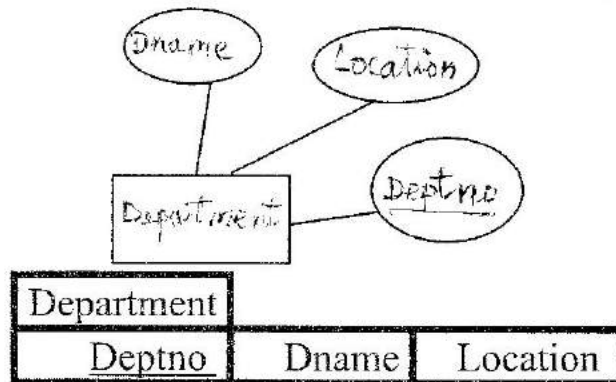 Dname
Location
Deptno
Department
Department
Deptno Dname Location